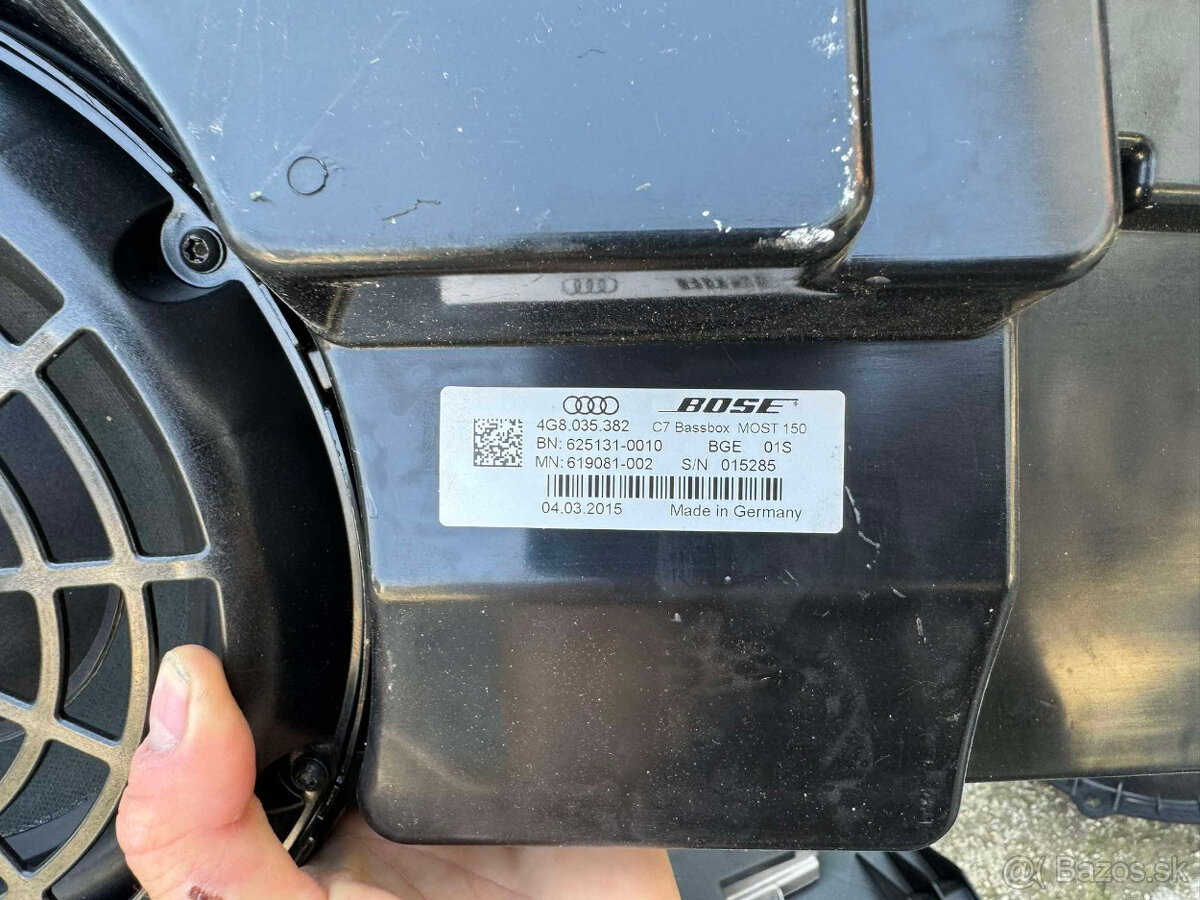 BOSE
4G8.035.382 C7 Bassbox MOST 150
BN: 625131-0010 BGE 01S
MN: 619081-002 S/N 015285
04.03.2015 Made in Germany
Bazos.sk